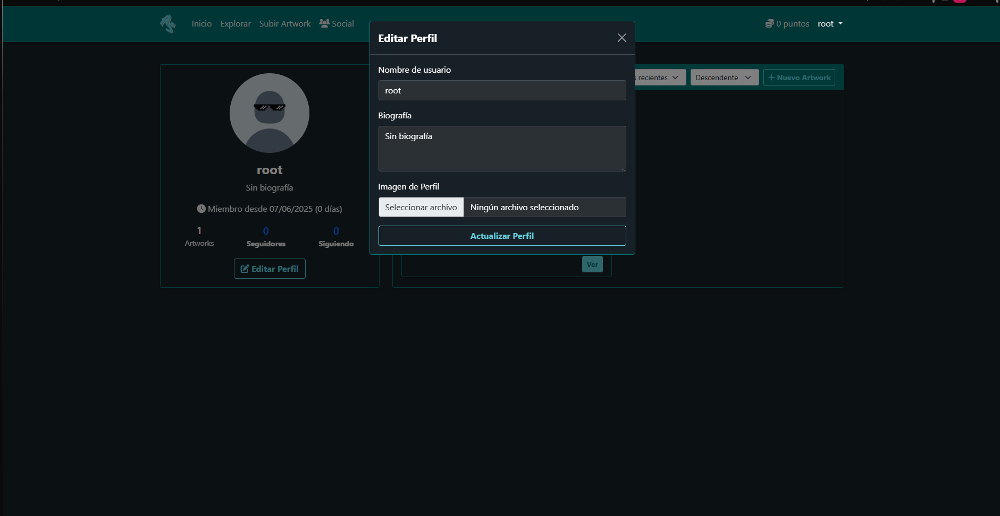 Inicio Explorar Subir Artwork Social 0 puntos root
Editar Perfil
Nombre de usuario
root
Biografía
Sin biografía
Imagen de Perfil
Seleccionar archivo Ningún archivo seleccionado
Actualizar Perfil
root
Sin biografía
Miembro desde 07/06/2025 (0 días)
1 0 0
Artworks Seguidores Siguiendo
Editar Perfil
recientes Descendente + Nuevo Artwork
Ver